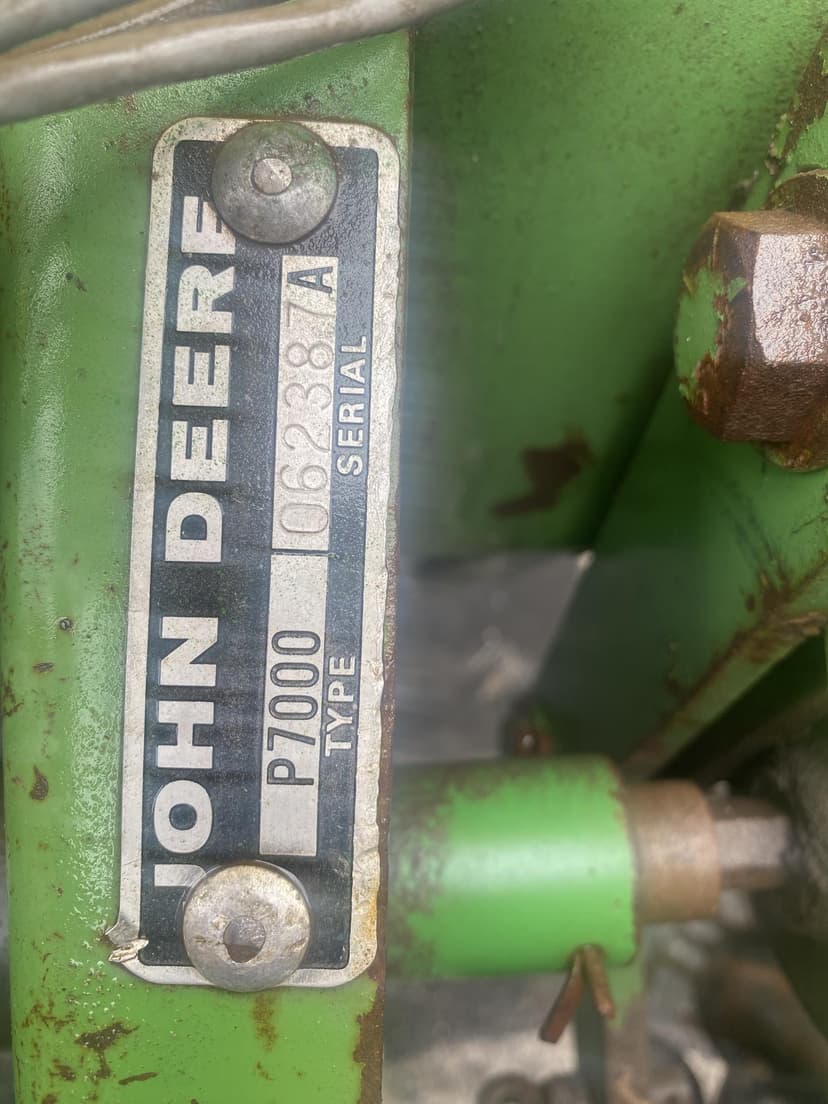 JOHN DEERE
P7000 062387A
TYPE SERIAL